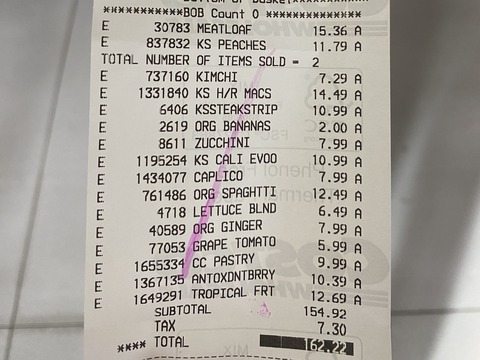 Bottom of Basket
***********BOB Count 0 *************
E 30783 MEATLOAF 15.36 A
E 837832 KS PEACHES 11.79 A
TOTAL NUMBER OF ITEMS SOLD = 2
E 737160 KIMCHI 7.29 A
E 1331840 KS H/R MACS 14.49 A
E 6406 KSSTEAKSTRIP 10.99 A
E 2619 ORG BANANAS 2.00 A
E 8611 ZUCCHINI 7.99 A
E 1195254 KS CALI EVOO 10.99 A
E 1434077 CAPLICO 7.99 A
E 761486 ORG SPAGHTTI 12.49 A
E 4718 LETTUCE BLND 6.49 A
E 40589 ORG GINGER 7.99 A
E 77053 GRAPE TOMATO 5.99 A
E 1655334 CC PASTRY 9.99 A
E 1367135 ANTOXDNTBRRY 10.39 A
E 1649291 TROPICAL FRT 12.69 A
SUBTOTAL 154.92
TAX 7.30
**** TOTAL 162.22